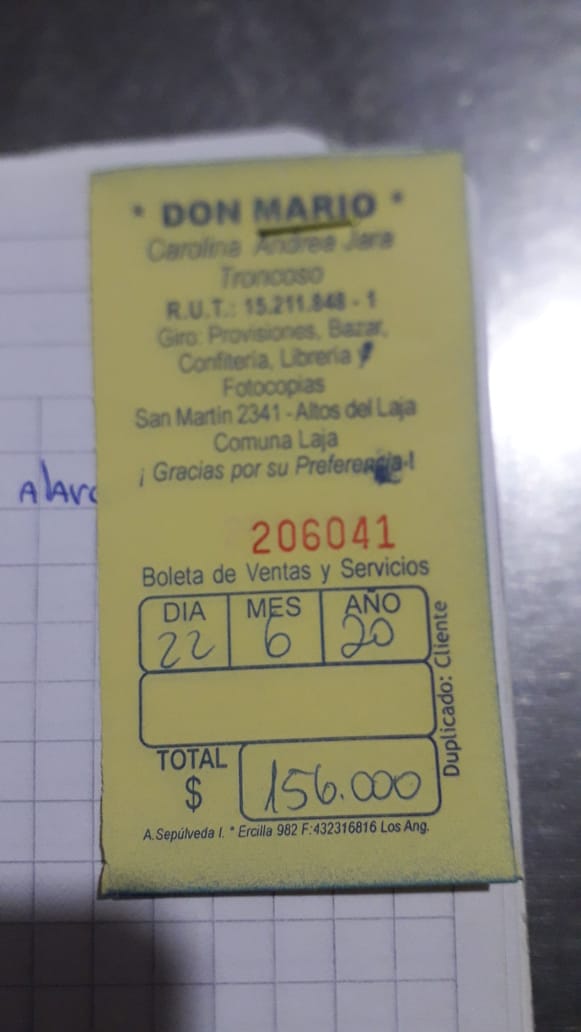 * DON MARIO *
Carolina Andrea Jara
Troncoso
R.U.T.: 15.211.848 - 1
Giro: Provisiones, Bazar,
Confitería, Librería y
Fotocopias
San Martin 2341 - Altos del Laja
Comuna Laja
¡ Gracias por su Preferencia !
206041
Boleta de Ventas y Servicios
DIA MES AÑO
22 6 20
TOTAL
$ 156.000
Duplicado: Cliente
A. Sepúlveda I. * Ercilla 982 F:432316816 Los Ang.